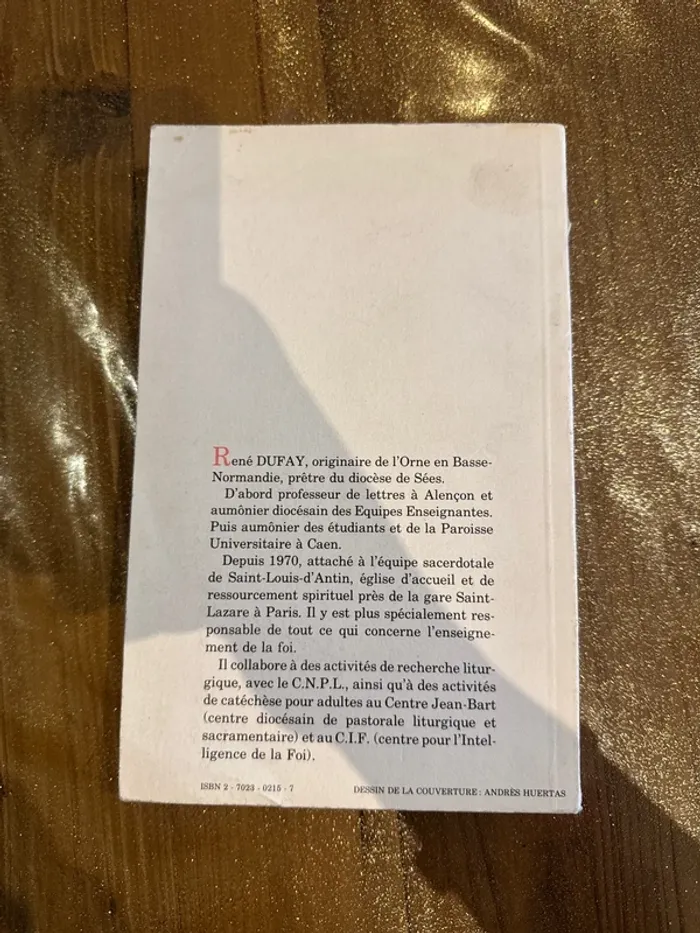 René DUFAY, originaire de l'Orne en Basse-
Normandie, prêtre du diocèse de Sées.
D'abord professeur de lettres à Alençon et
aumônier diocésain des Equipes Enseignantes.
Puis aumônier des étudiants et de la Paroisse
Universitaire à Caen.
Depuis 1970, attaché à l'équipe sacerdotale
de Saint-Louis-d'Antin, église d'accueil et de
ressourcement spirituel près de la gare Saint-
Lazare à Paris. Il y est plus spécialement res-
ponsable de tout ce qui concerne l'enseigne-
ment de la foi.
Il collabore à des activités de recherche litur-
gique, avec le C.N.P.L., ainsi qu'à des activités
de catéchèse pour adultes au Centre Jean-Bart
(centre diocésain de pastorale liturgique et
sacramentaire) et au C.I.F. (centre pour l'Intel-
ligence de la Foi).
ISBN 2 - 7023 - 0215 - 7
DESSIN DE LA COUVERTURE : ANDRÈS HUERTAS